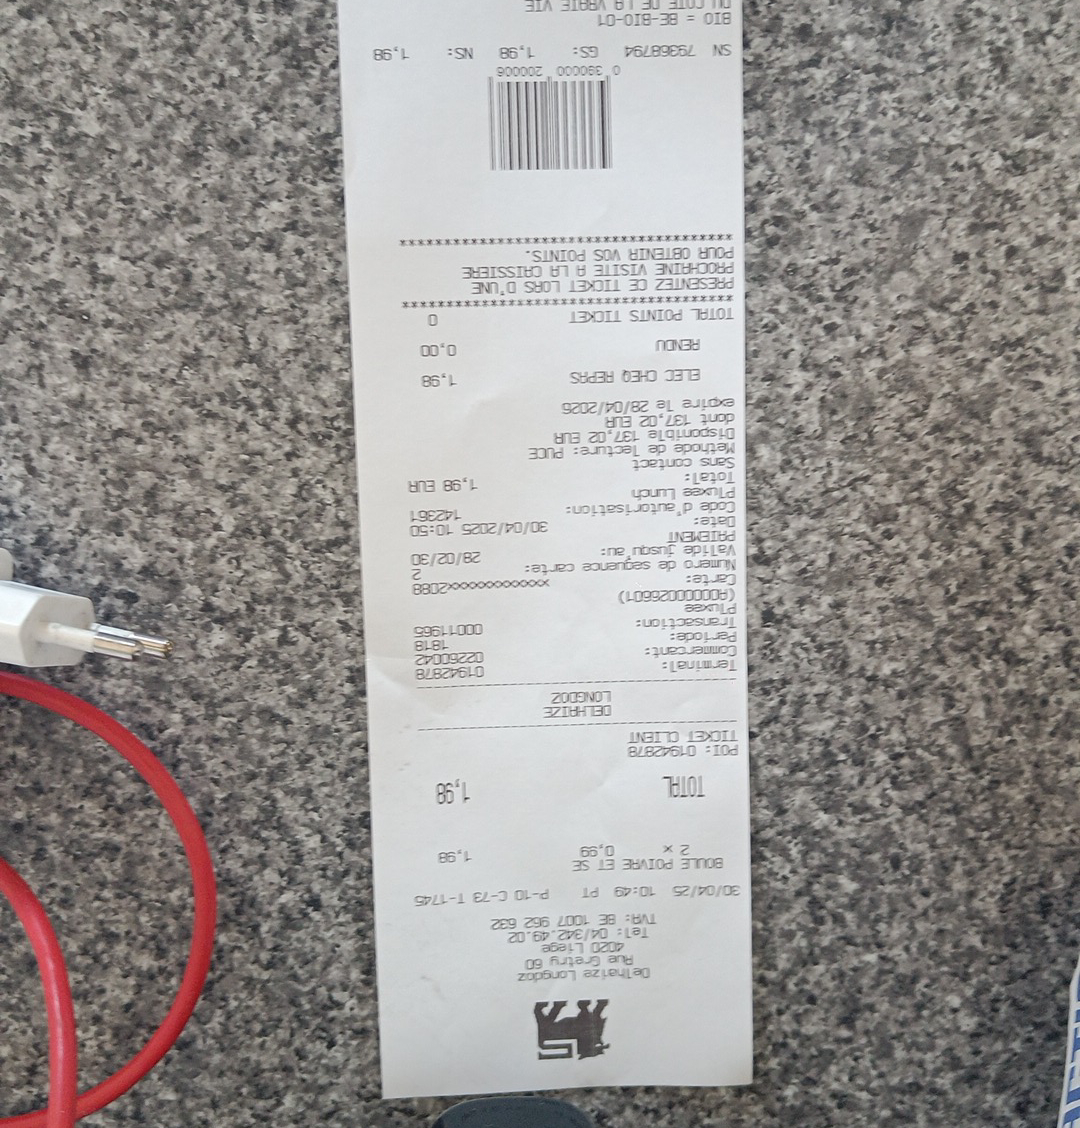 Delhaize Longdoz
Rue Gretry 60
4020 Liege
Tel: 04/342.49.02
TVA: BE 1007 962 632
30/04/25 10:49 PT P-10 C-73 T-1745
BOULE POIVRE ET SE
2 x 0,99 1,98
TOTAL 1,98
POI: 01942878
TICKET CLIENT
DELHAIZE
LONGDOZ
Terminal: 01942878
Commercant: 02260042
Periode: 1818
Transaction: 00011965
Pluxee
(A0000000026601)
Carte: xxxxxxxxxxxxxxx2088
Numero de sequence carte: 2
Valide jusqu'au: 28/02/30
PAIEMENT
Date: 30/04/2025 10:50
Code d'autorisation: 142361
Pluxee Lunch
Total: 1,98 EUR
Sans contact
Methode de lecture: PUCE
Disponible 137,02 EUR
dont 137,02 EUR
expire le 28/04/2026
ELEC CHEQ REPAS 1,98
RENDU 0,00
TOTAL POINTS TICKET 0
****************************************
PRESENTEZ CE TICKET LORS D'UNE
PROCHAINE VISITE A LA CAISSIERE
POUR OBTENIR VOS POINTS.
****************************************
0 390000 200006
SN 79368794 GS: 1,98 NS: 1,98
BIO = BE-BIO-01
DU COTE DE LA VRAIE VIE